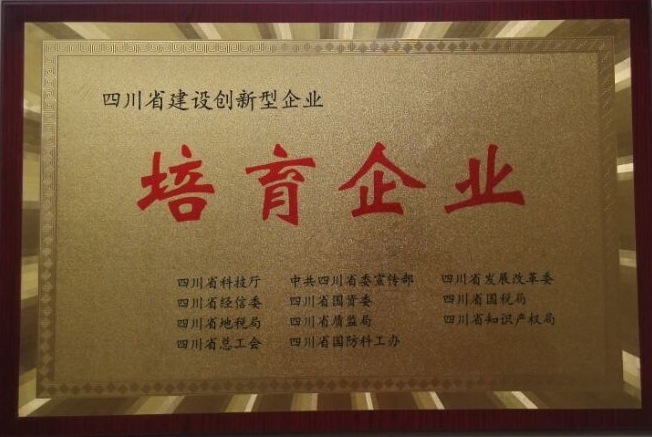 四川省建设创新型企业
培育企业
四川省科技厅 中共四川省委宣传部 四川省发展改革委
四川省经信委 四川省国资委 四川省国税局
四川省地税局 四川省质监局 四川省知识产权局
四川省总工会 四川省国防科工办